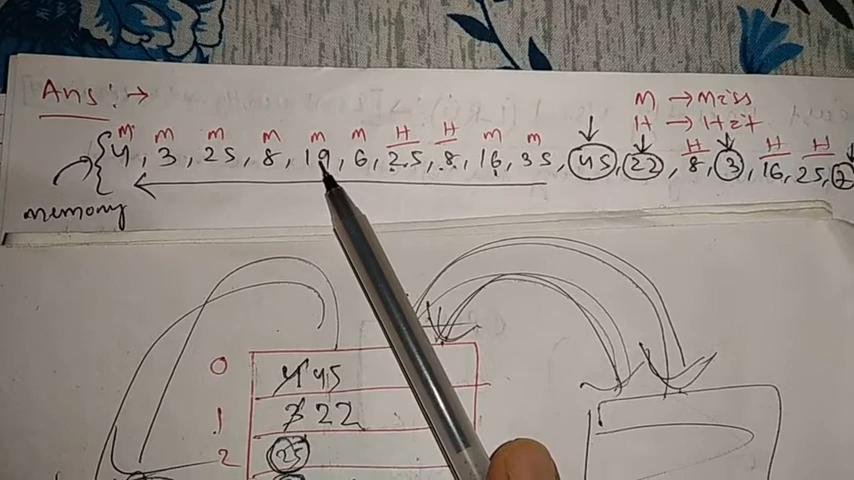 Ans:→
M → Miss
H → Hit
m m m m m m H H m m H H H
4, 3, 25, 8, 19, 6, 25, 8, 16, 35, 45, 22, 8, 3, 16, 25, 2
memory
0 4 45
1 3 22
2 25